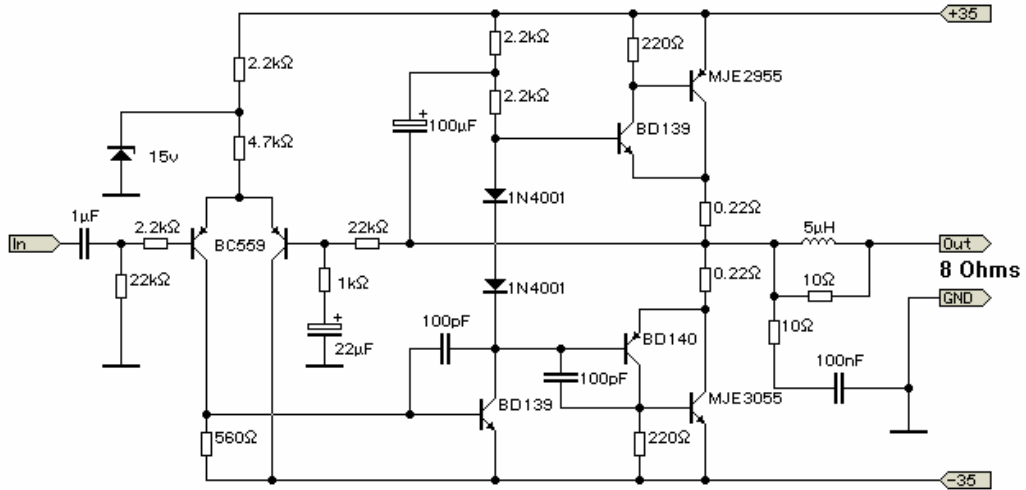 +35
2.2kΩ
220Ω
MJE2955
2.2kΩ
2.2kΩ
+
100µF
BD139
4.7kΩ
15v
1N4001
0.22Ω
1µF
2.2kΩ
22kΩ
5µH
In
BC559
Out
8 Ohms
0.22Ω
10Ω
GND
22kΩ
1kΩ
1N4001
10Ω
+
22µF
100pF
BD140
100nF
100pF
BD139
MJE3055
560Ω
220Ω
-35